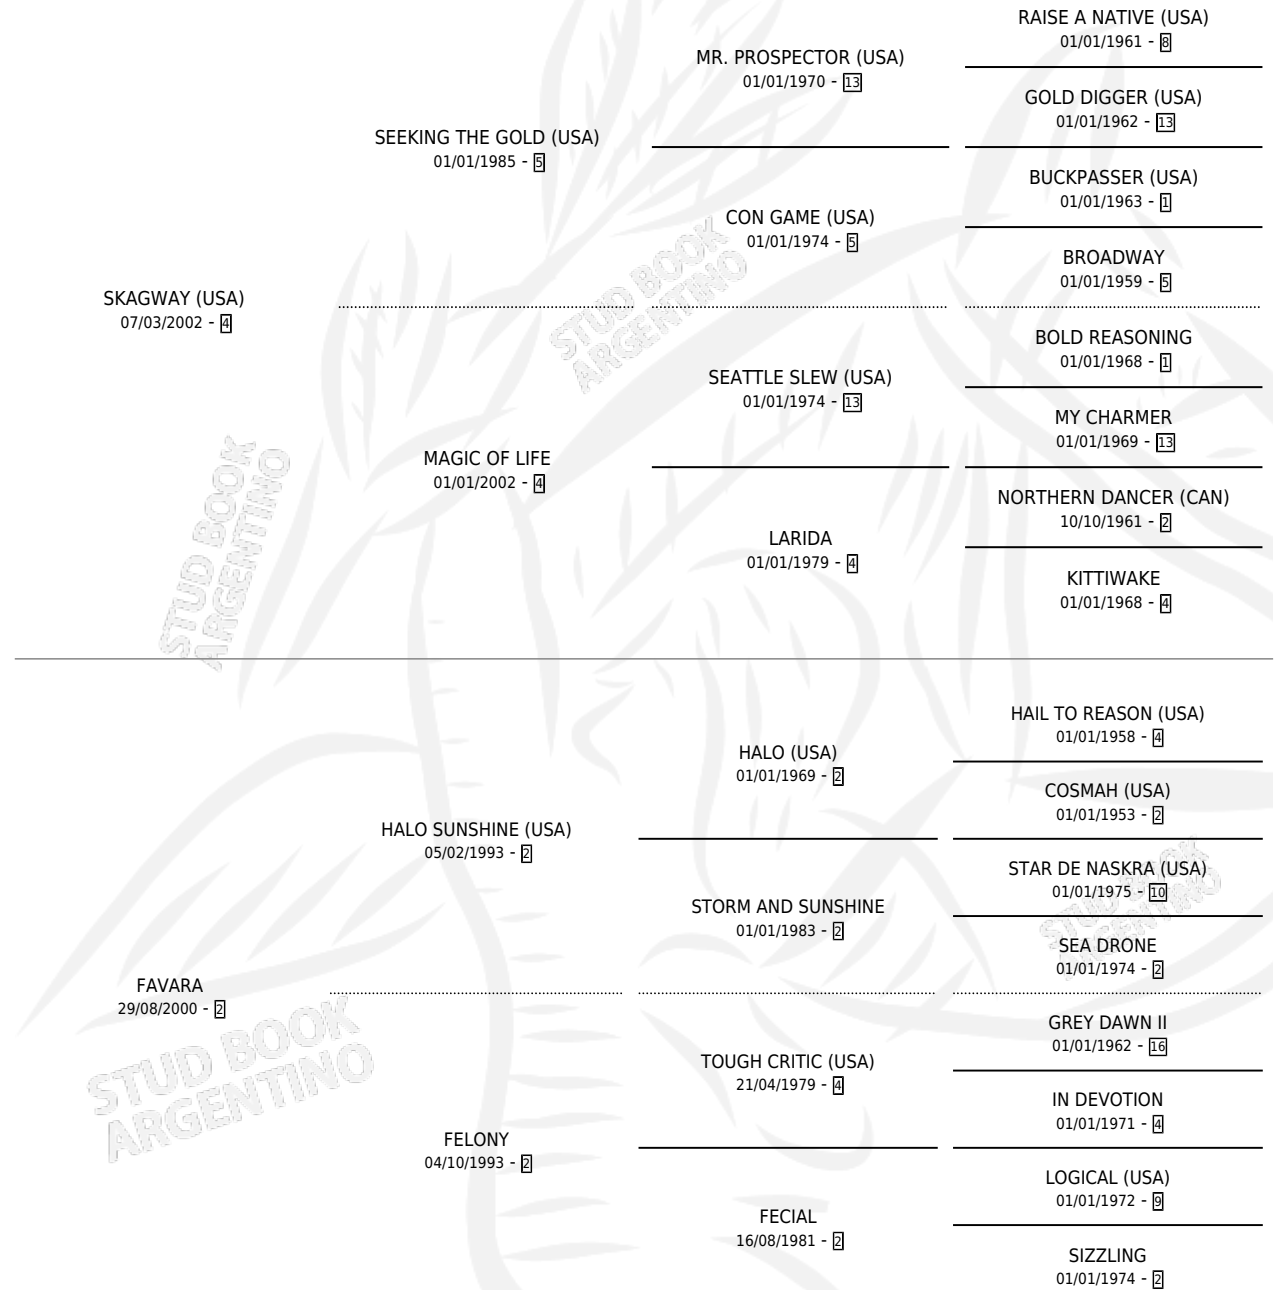 RAISE A NATIVE (USA)
01/01/1961 - 8
MR. PROSPECTOR (USA)
01/01/1970 - 13
GOLD DIGGER (USA)
01/01/1962 - 13
SEEKING THE GOLD (USA)
01/01/1985 - 5
BUCKPASSER (USA)
01/01/1963 - 1
CON GAME (USA)
01/01/1974 - 5
BROADWAY
01/01/1959 - 5
SKAGWAY (USA)
07/03/2002 - 4
BOLD REASONING
01/01/1968 - 1
SEATTLE SLEW (USA)
01/01/1974 - 13
MY CHARMER
01/01/1969 - 13
MAGIC OF LIFE
01/01/2002 - 4
NORTHERN DANCER (CAN)
10/10/1961 - 2
LARIDA
01/01/1979 - 4
KITTIWAKE
01/01/1968 - 4
HAIL TO REASON (USA)
01/01/1958 - 4
HALO (USA)
01/01/1969 - 2
COSMAH (USA)
01/01/1953 - 2
HALO SUNSHINE (USA)
05/02/1993 - 2
STAR DE NASKRA (USA)
01/01/1975 - 10
STORM AND SUNSHINE
01/01/1983 - 2
SEA DRONE
01/01/1974 - 2
FAVARA
29/08/2000 - 2
GREY DAWN II
01/01/1962 - 16
TOUGH CRITIC (USA)
21/04/1979 - 4
IN DEVOTION
01/01/1971 - 4
FELONY
04/10/1993 - 2
LOGICAL (USA)
01/01/1972 - 9
FECIAL
16/08/1981 - 2
SIZZLING
01/01/1974 - 2
STUD BOOK
ARGENTINO
STUD BOOK
ARGENTINO
STUD BOOK
ARGENTINO
STUD BOOK
ARGENTINO